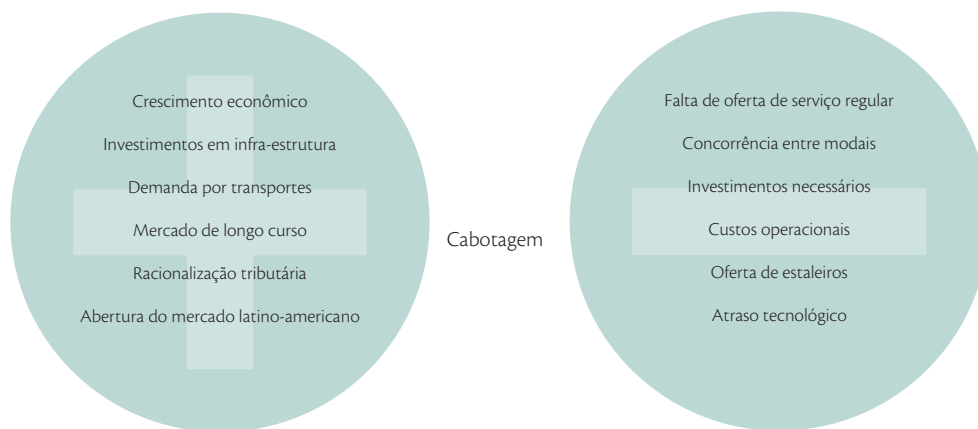 Crescimento econômico
Investimentos em infra-estrutura
Demanda por transportes
Mercado de longo curso
Racionalização tributária
Abertura do mercado latino-americano
Cabotagem
Falta de oferta de serviço regular
Concorrência entre modais
Investimentos necessários
Custos operacionais
Oferta de estaleiros
Atraso tecnológico